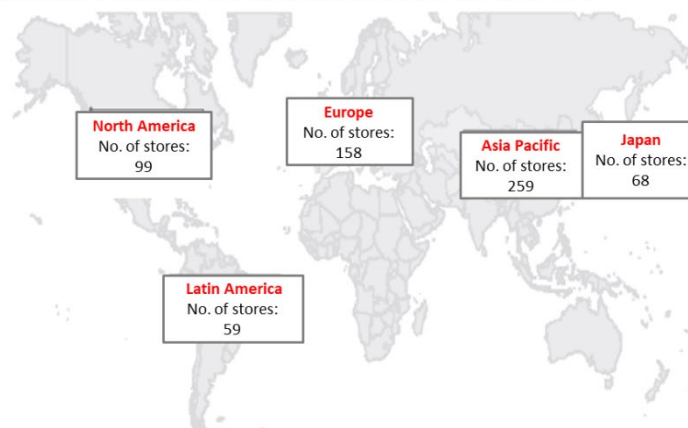 North America
No. of stores:
99
Europe
No. of stores:
158
Asia Pacific
No. of stores:
259
Japan
No. of stores:
68
Latin America
No. of stores:
59